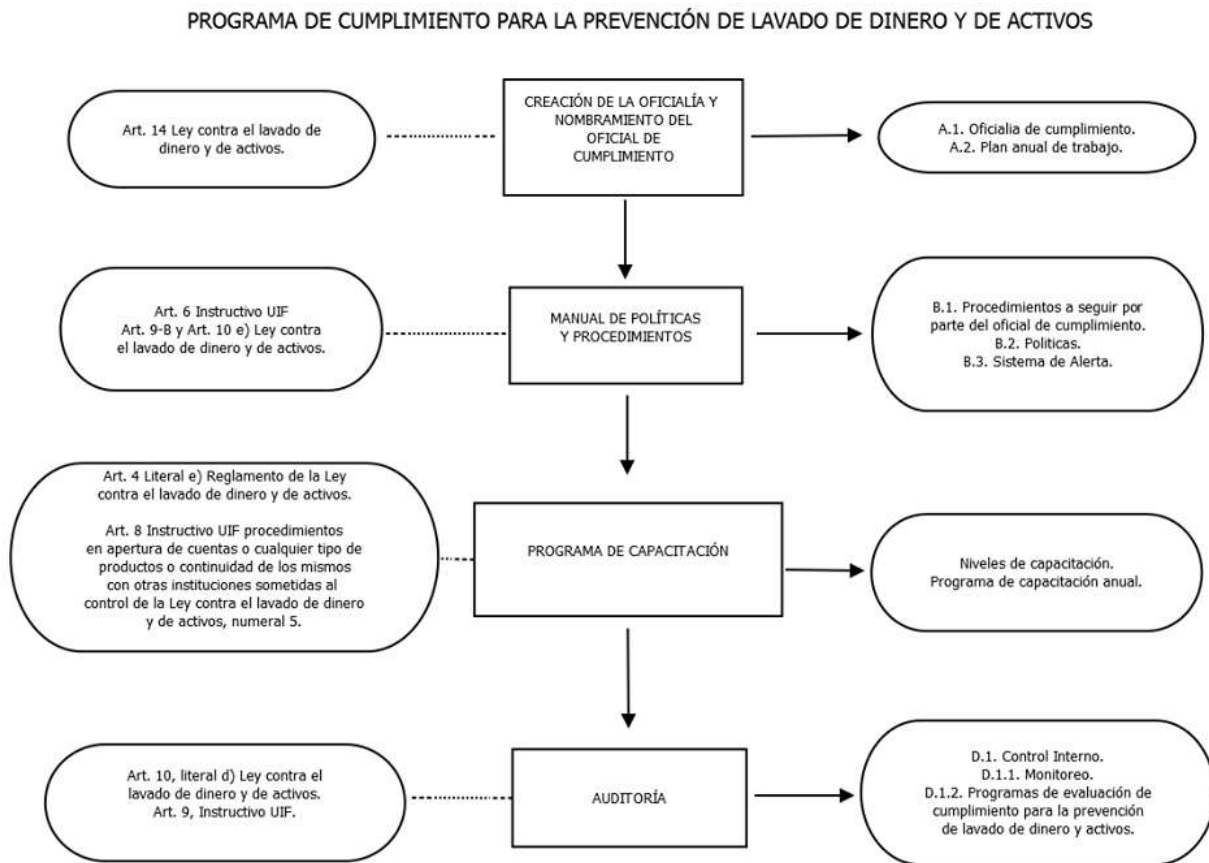 PROGRAMA DE CUMPLIMIENTO PARA LA PREVENCIÓN DE LAVADO DE DINERO Y DE ACTIVOS
Art. 14 Ley contra el lavado de
dinero y de activos.
CREACIÓN DE LA OFICIALÍA Y
NOMBRAMIENTO DEL
OFICIAL DE
CUMPLIMIENTO
A.1. Oficialia de cumplimiento.
A.2. Plan anual de trabajo.
Art. 6 Instructivo UIF
Art. 9-B y Art. 10 e) Ley contra
el lavado de dinero y de activos.
MANUAL DE POLÍTICAS
Y PROCEDIMIENTOS
B.1. Procedimientos a seguir por
parte del oficial de cumplimiento.
B.2. Politicas.
B.3. Sistema de Alerta.
Art. 4 Literal e) Reglamento de la Ley
contra el lavado de dinero y de activos.
Art. 8 Instructivo UIF procedimientos
en apertura de cuentas o cualquier tipo de
productos o continuidad de los mismos
con otras instituciones sometidas al
control de la Ley contra el lavado de dinero
y de activos, numeral 5.
PROGRAMA DE CAPACITACIÓN
Niveles de capacitación.
Programa de capacitación anual.
Art. 10, literal d) Ley contra el
lavado de dinero y de activos.
Art. 9, Instructivo UIF.
AUDITORÍA
D.1. Control Interno.
D.1.1. Monitoreo.
D.1.2. Programas de evaluación de
cumplimiento para la prevención
de lavado de dinero y activos.